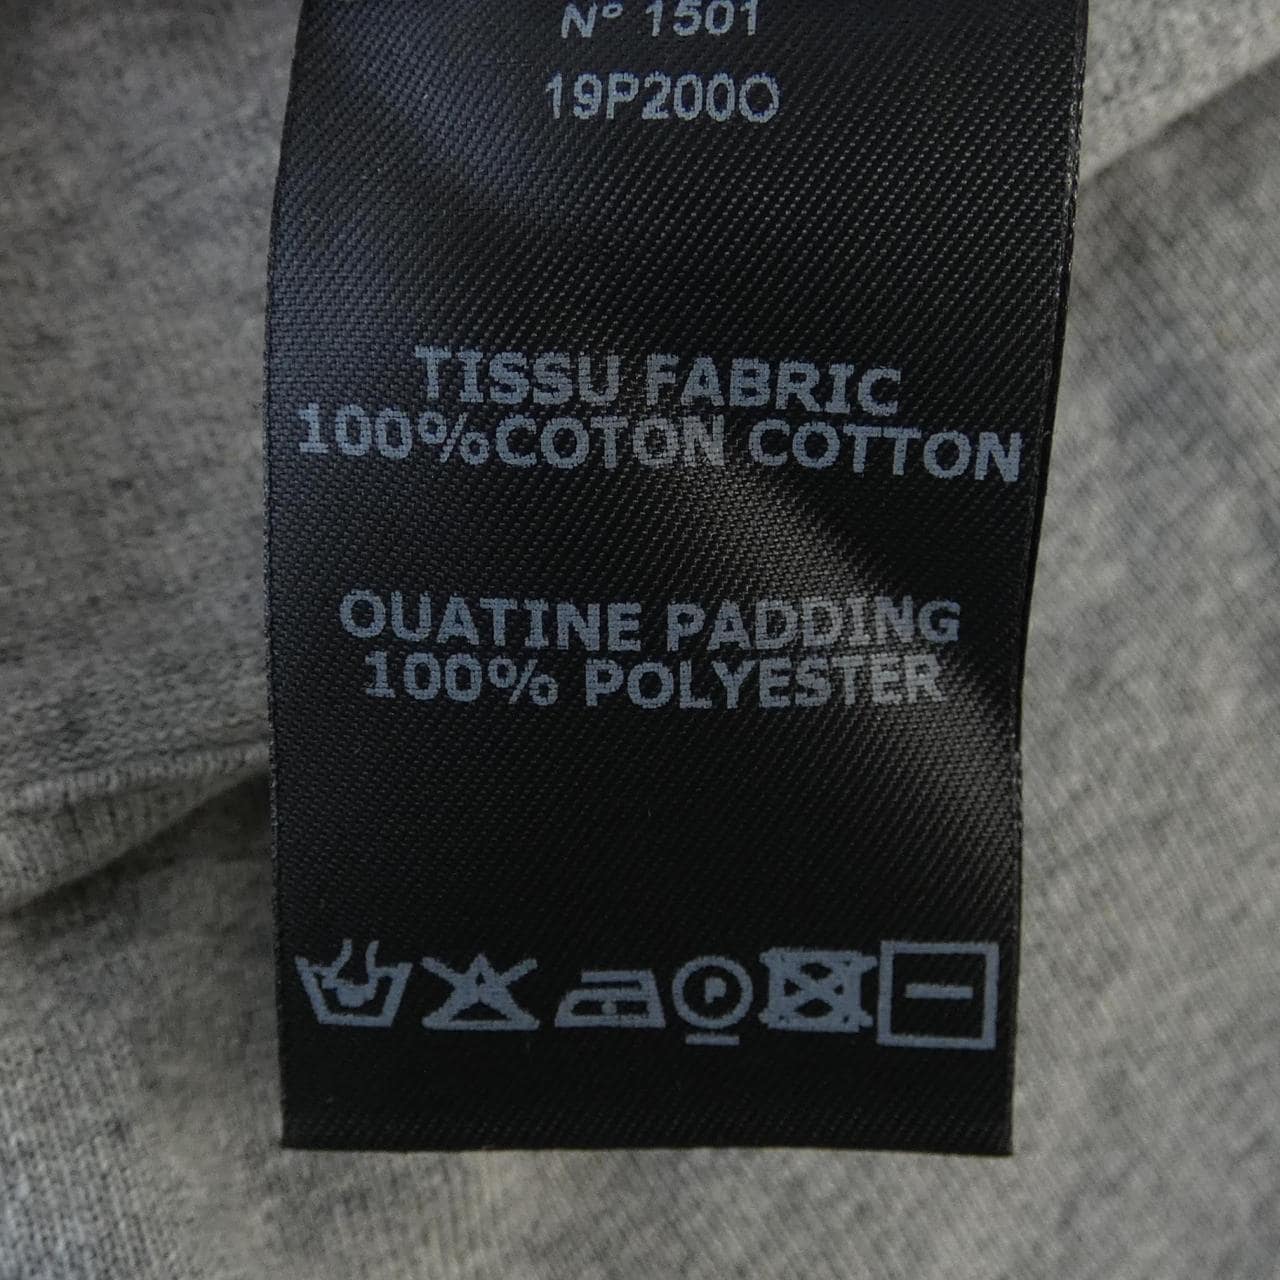 N° 1501
19P200O
TISSU FABRIC
100%COTON COTTON
OUATINE PADDING
100% POLYESTER
P